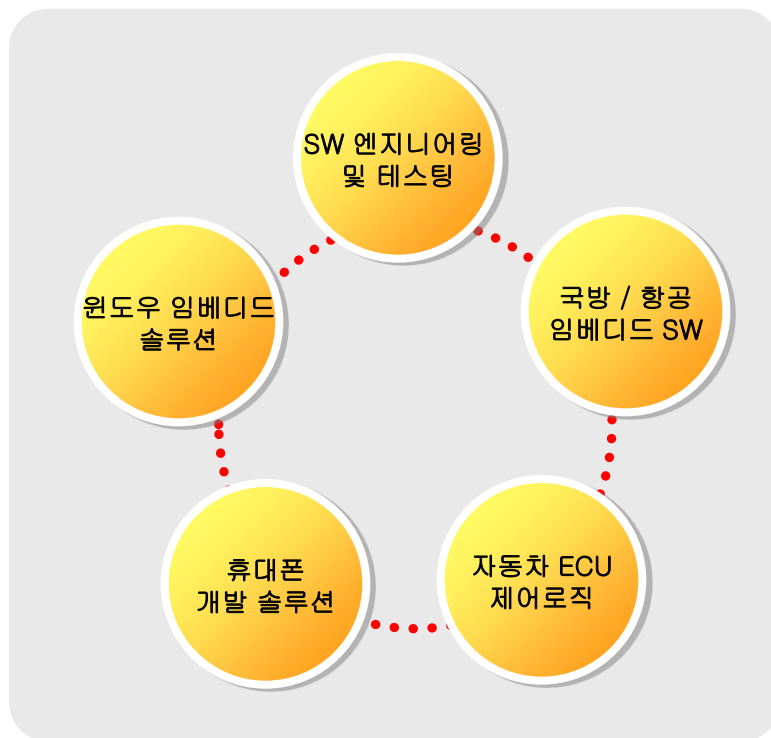 SW 엔지니어링
및 테스팅
윈도우 임베디드
솔루션
국방 / 항공
임베디드 SW
휴대폰
개발 솔루션
자동차 ECU
제어로직